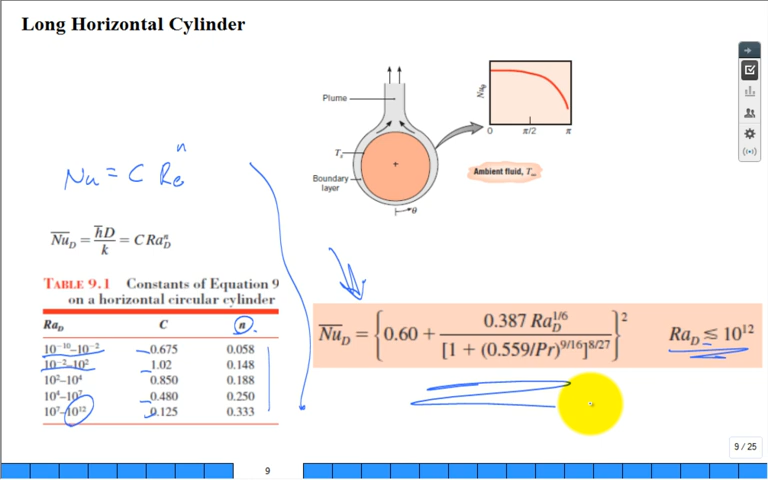 Long Horizontal Cylinder
Plume
T_s
Boundary
layer
θ
Nu_θ
0 π/2 π
Ambient fluid, T_∞
Nu = C Re^n
N̅u̅_D = h̅D/k = C Ra_D^n
TABLE 9.1 Constants of Equation 9
on a horizontal circular cylinder
Ra_D C n
10^−10–10^−2 0.675 0.058
10^−2–10^2 1.02 0.148
10^2–10^4 0.850 0.188
10^4–10^7 0.480 0.250
10^7–10^12 0.125 0.333
N̅u̅_D = {0.60 + 0.387 Ra_D^1/6 / [1 + (0.559/Pr)^9/16]^8/27}^2 Ra_D ≤ 10^12
9 / 25
9